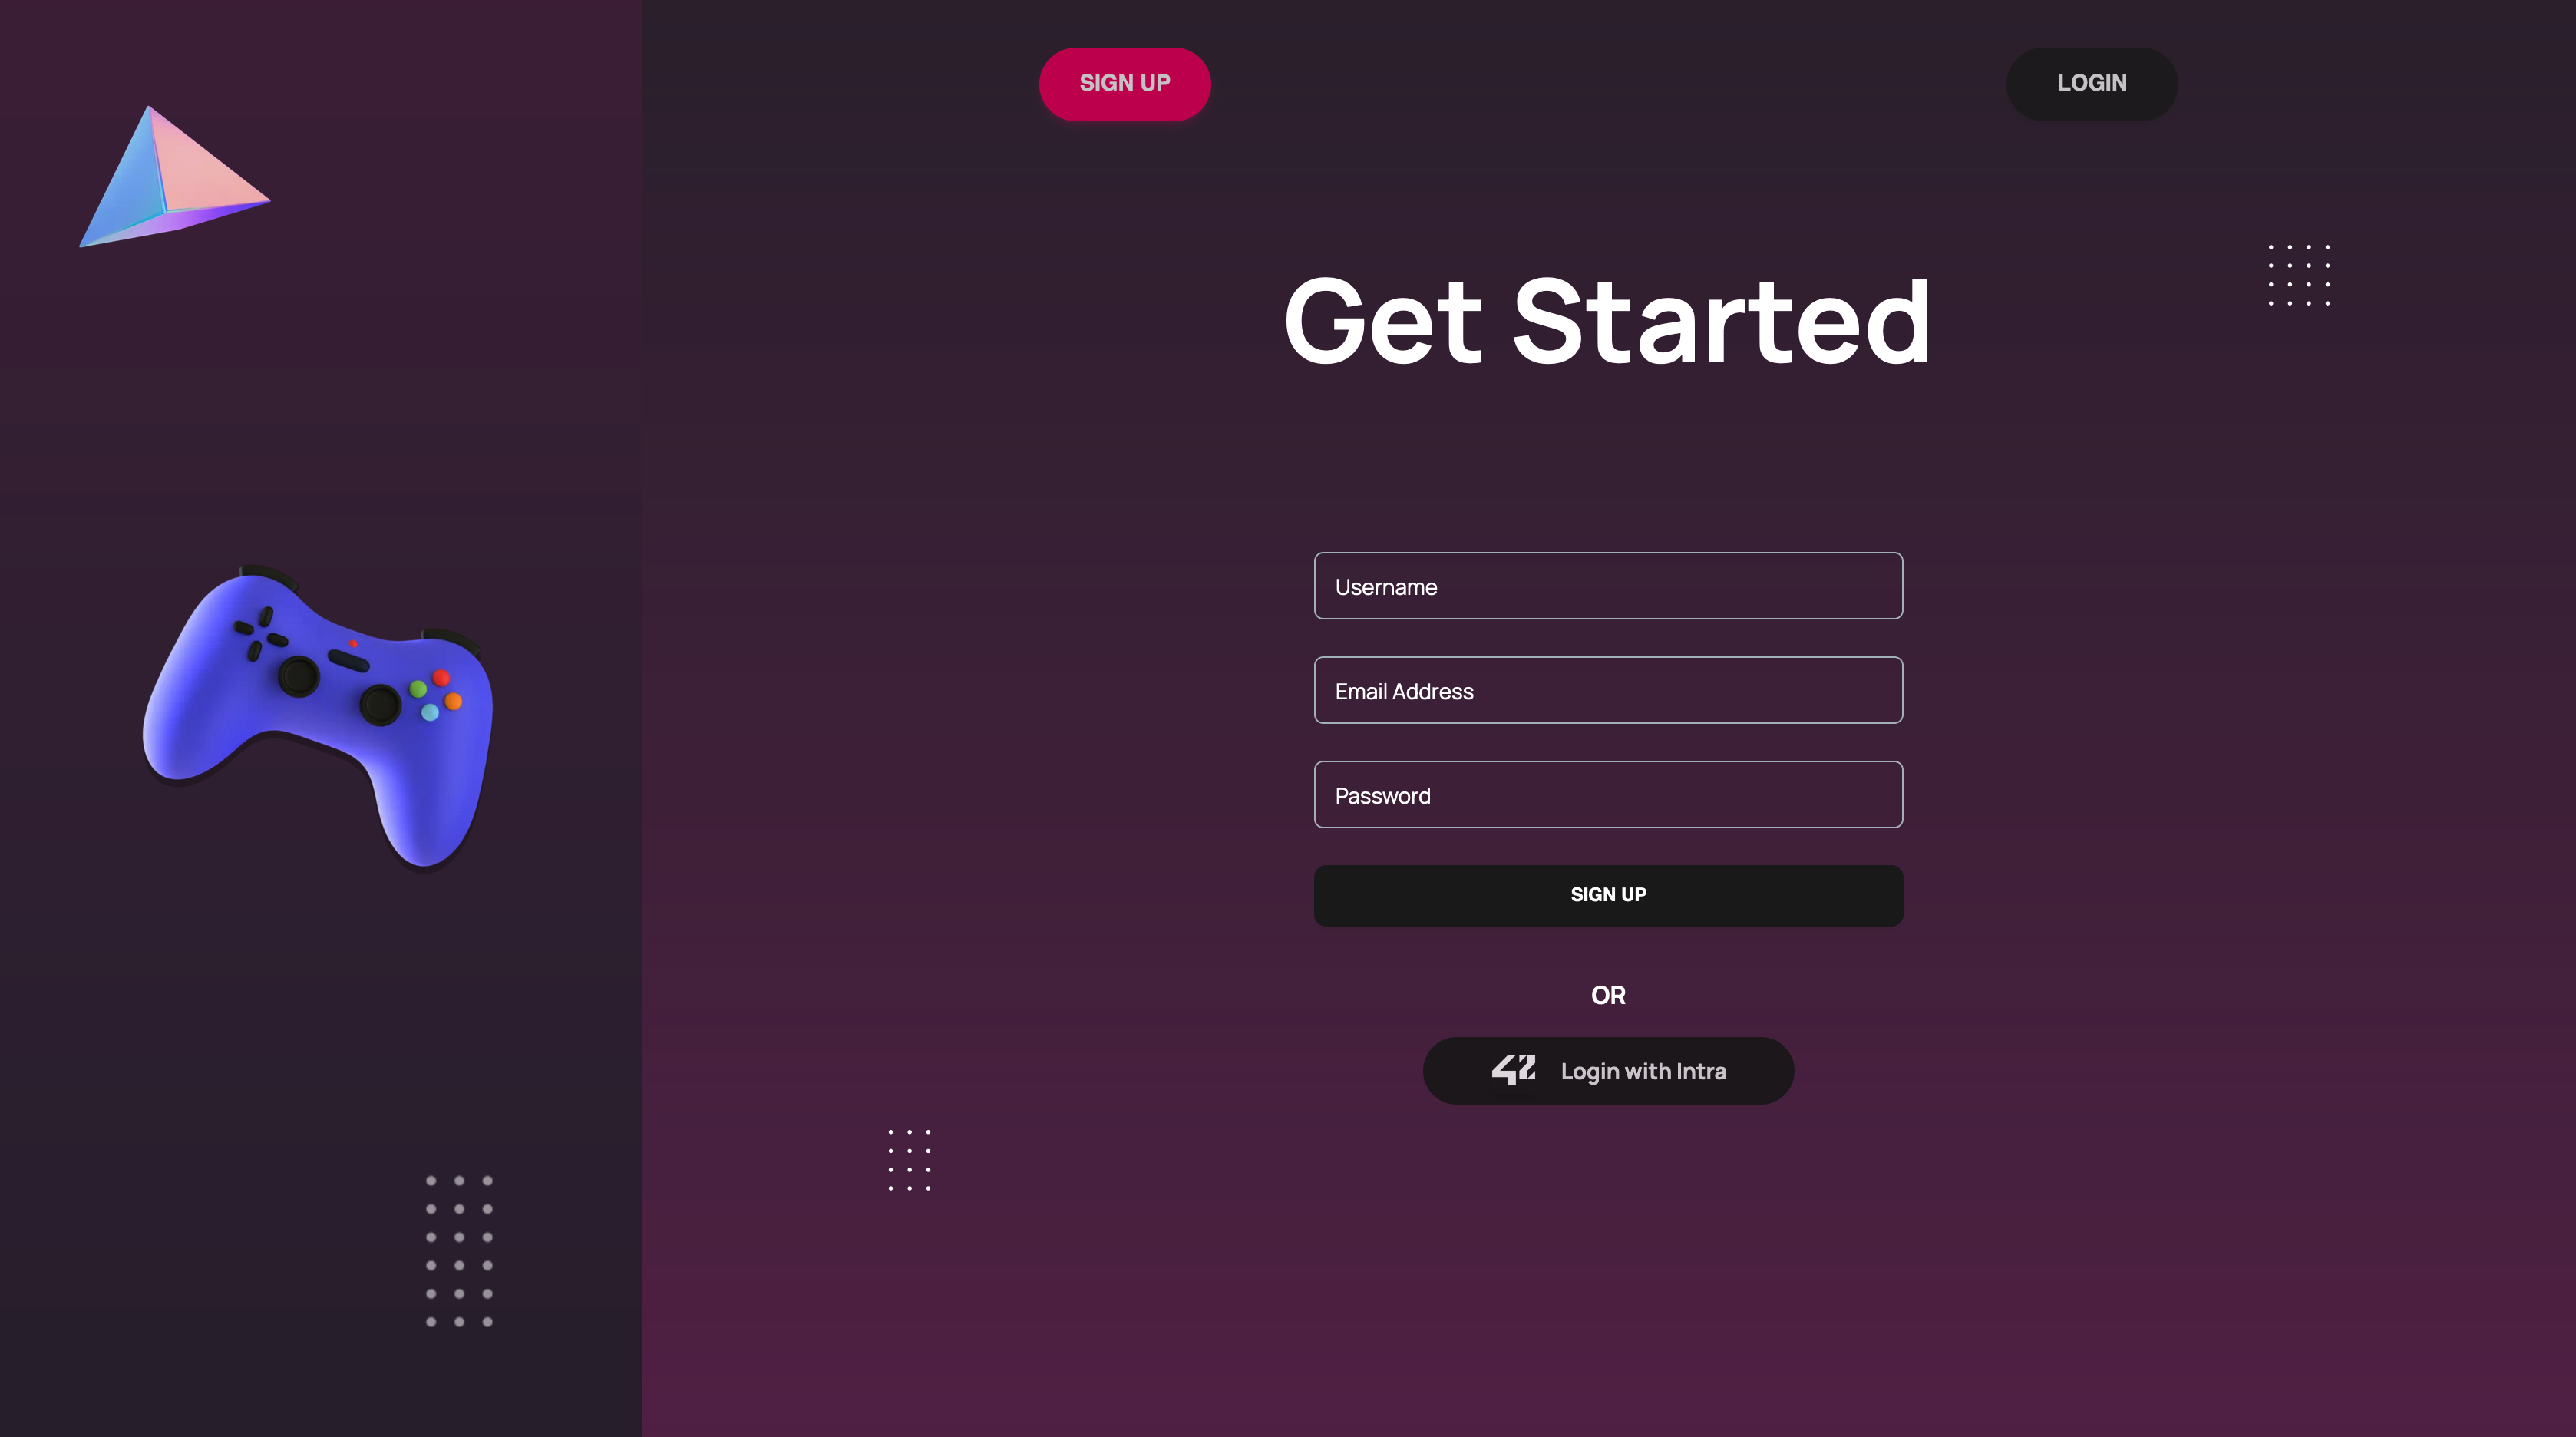 SIGN UP
LOGIN
Get Started
Username
Email Address
Password
SIGN UP
OR
42 Login with Intra